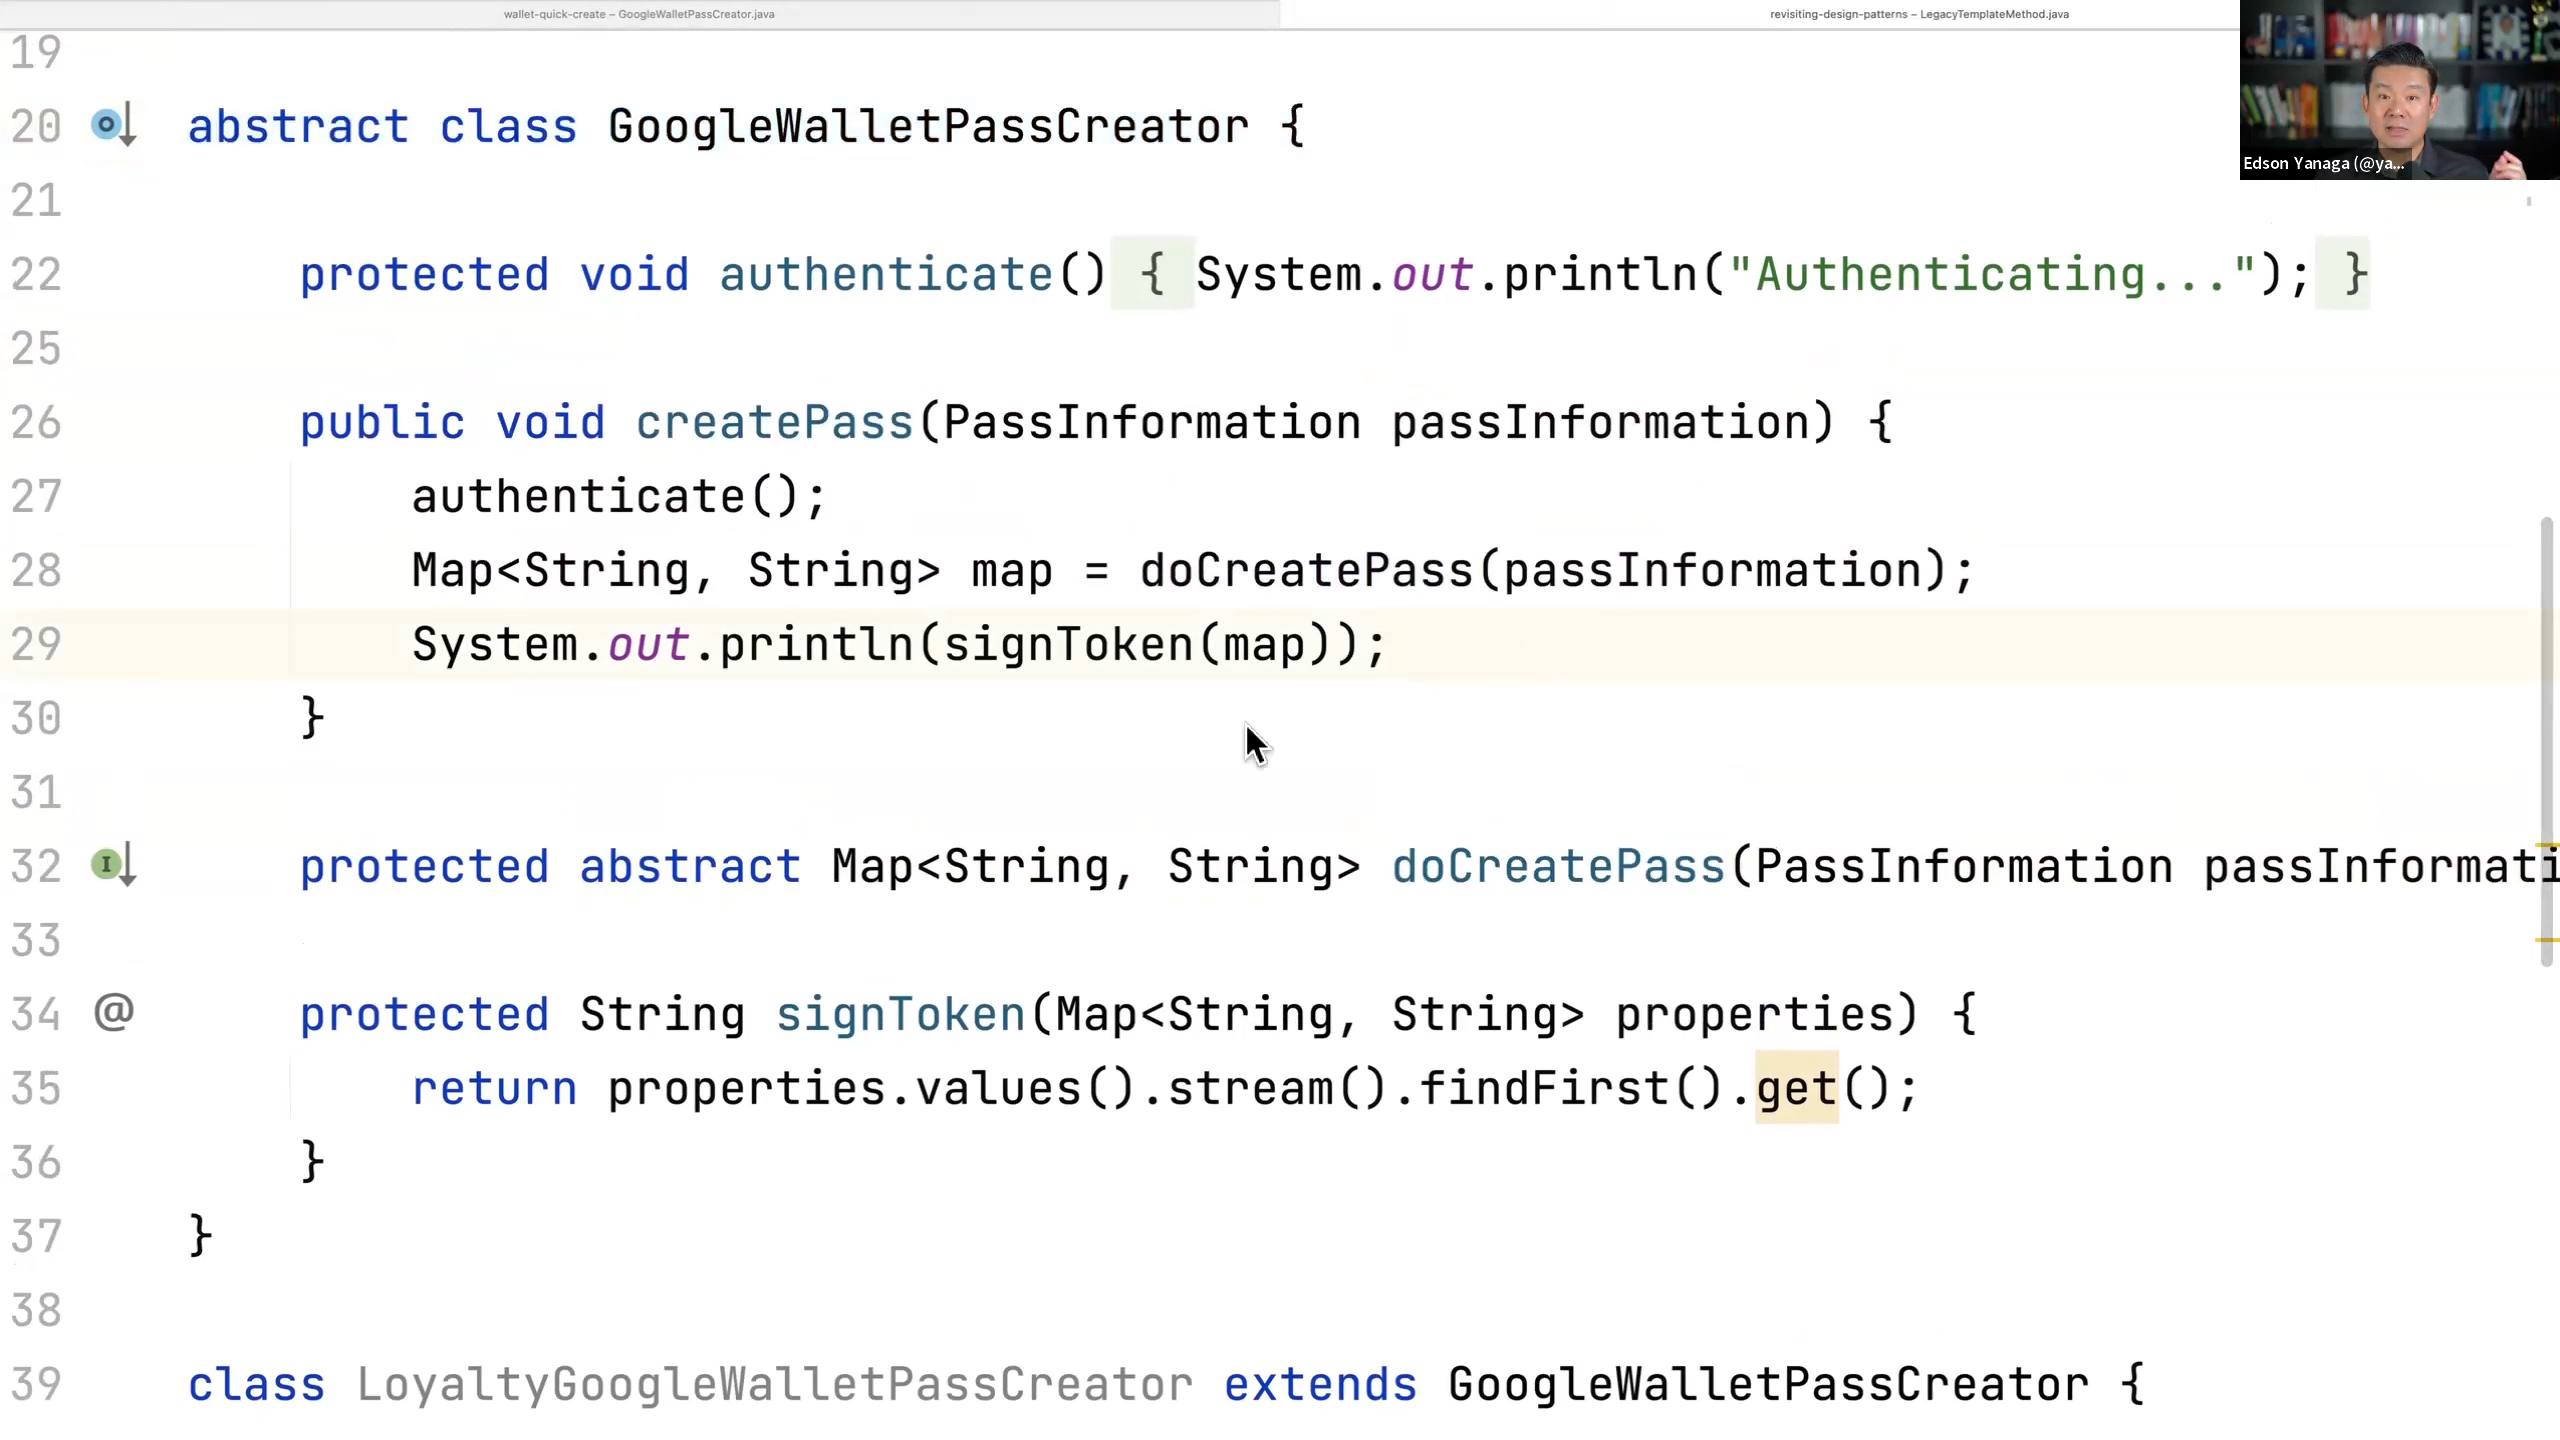 wallet-quick-create – GoogleWalletPassCreator.java
revisiting-design-patterns – LegacyTemplateMethod.java
Edson Yanaga (@ya...
19
20 abstract class GoogleWalletPassCreator {
21
22 protected void authenticate() { System.out.println("Authenticating..."); }
25
26 public void createPass(PassInformation passInformation) {
27 authenticate();
28 Map<String, String> map = doCreatePass(passInformation);
29 System.out.println(signToken(map));
30 }
31
32 protected abstract Map<String, String> doCreatePass(PassInformation passInformati
33
34 @ protected String signToken(Map<String, String> properties) {
35 return properties.values().stream().findFirst().get();
36 }
37 }
38
39 class LoyaltyGoogleWalletPassCreator extends GoogleWalletPassCreator {